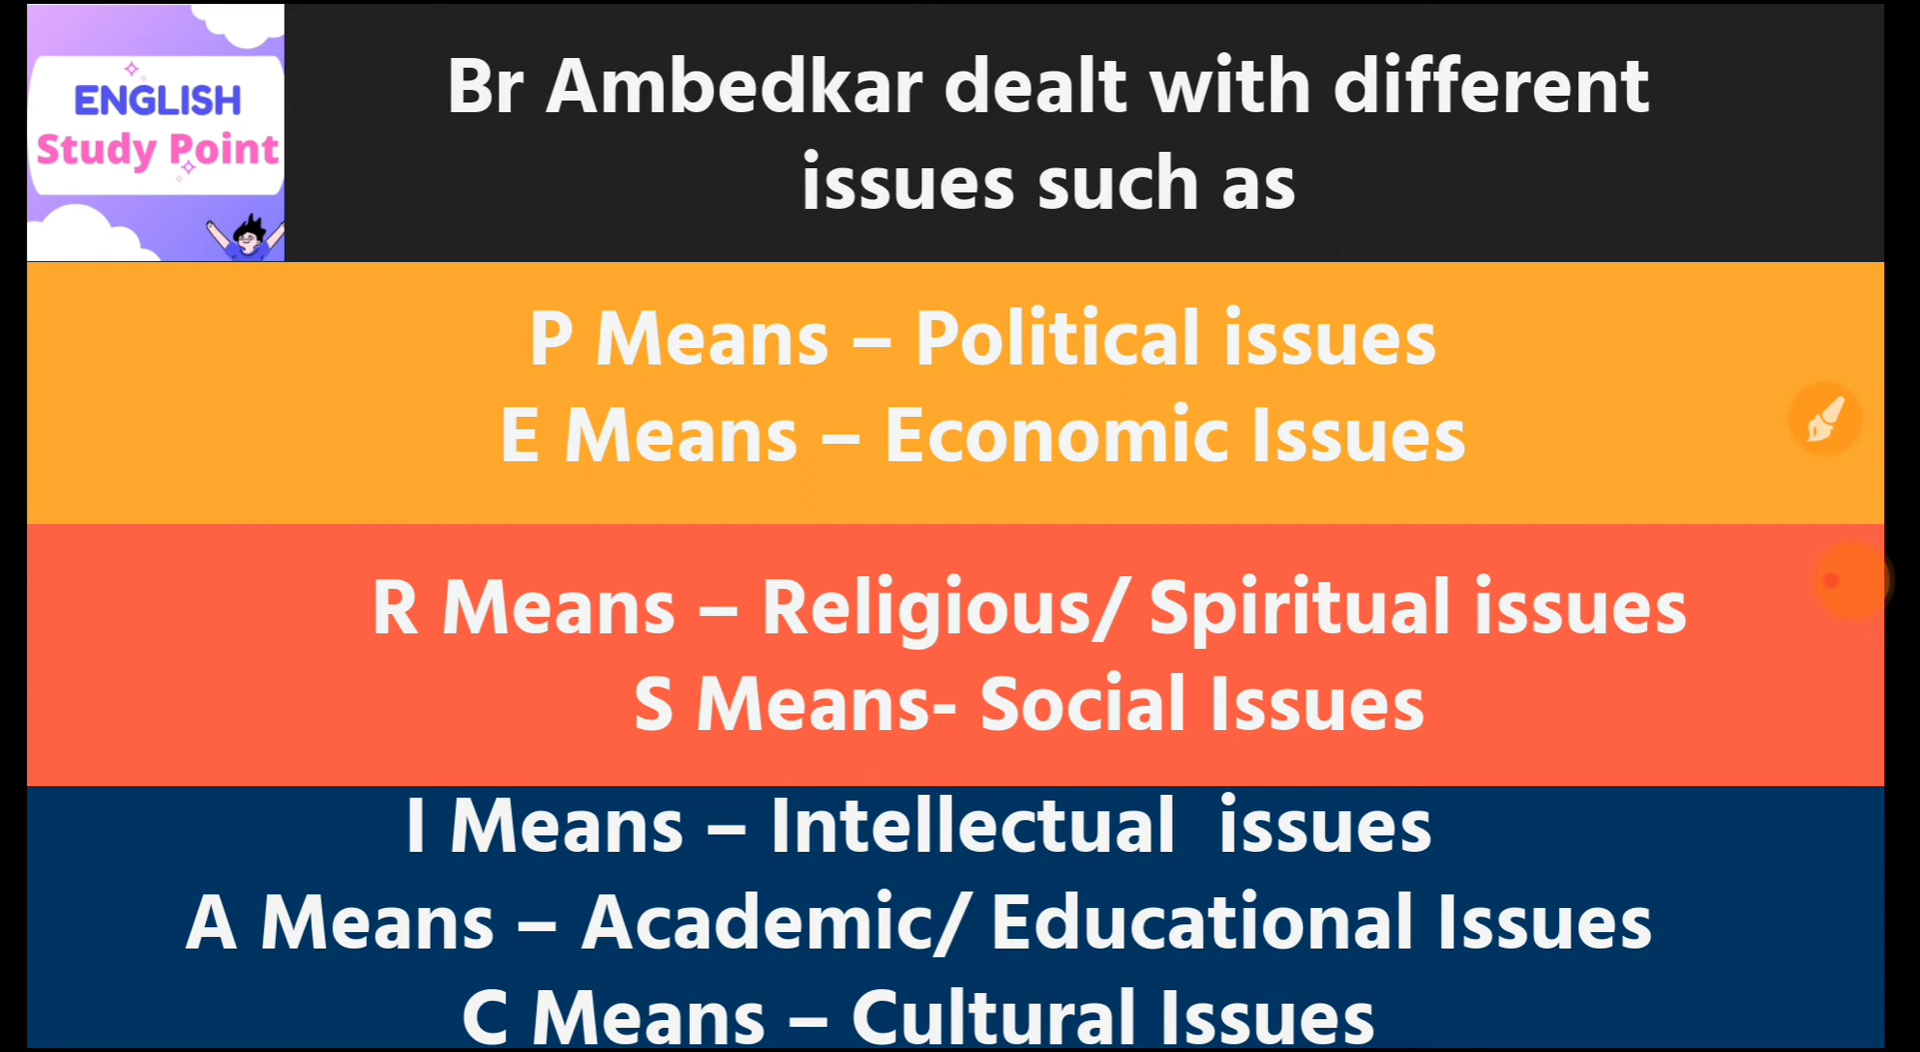 ENGLISH
Study Point
Br Ambedkar dealt with different
issues such as
P Means – Political issues
E Means – Economic Issues
R Means – Religious/ Spiritual issues
S Means- Social Issues
I Means – Intellectual issues
A Means – Academic/ Educational Issues
C Means – Cultural Issues